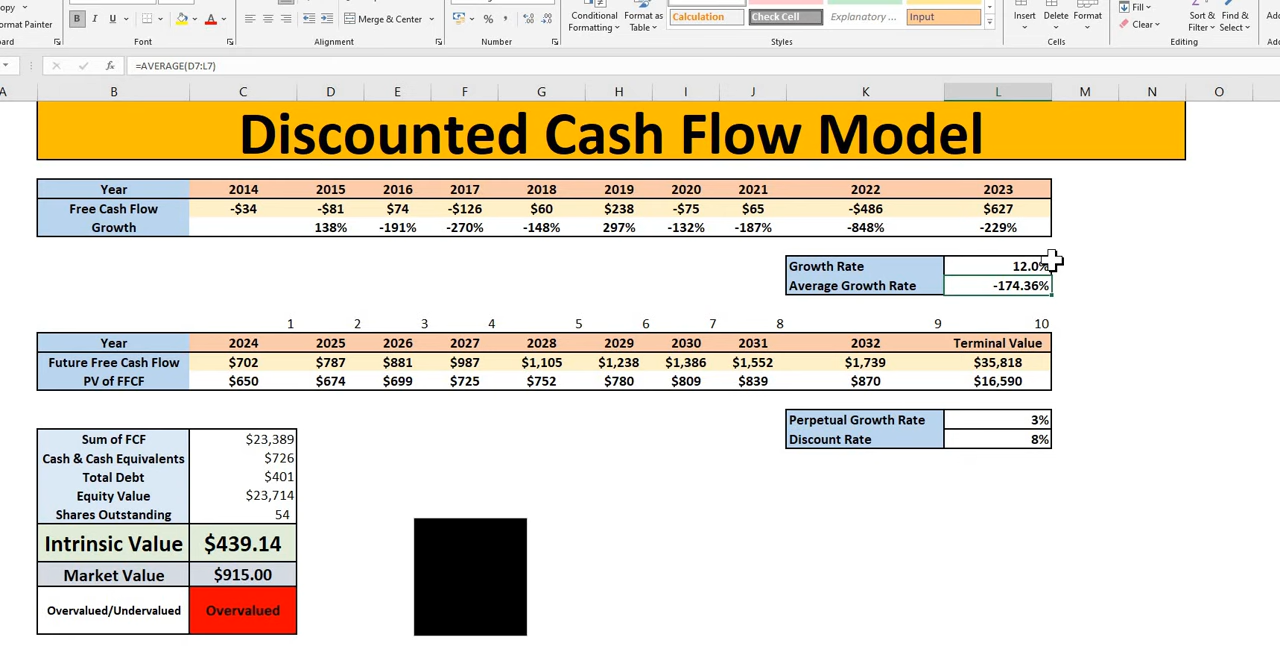 opy
ormat Painter
B I U
A
Merge & Center
$ % ,
Conditional Formatting
Format as Table
Calculation
Check Cell
Explanatory ...
Input
Insert
Delete
Format
Fill
Clear
Sort & Filter
Find & Select
Add
oard
Font
Alignment
Number
Styles
Cells
Editing
Add
fx =AVERAGE(D7:L7)
A B C D E F G H I J K L M N O
Discounted Cash Flow Model
Year 2014 2015 2016 2017 2018 2019 2020 2021 2022 2023
Free Cash Flow -$34 -$81 $74 -$126 $60 $238 -$75 $65 -$486 $627
Growth 138% -191% -270% -148% 297% -132% -187% -848% -229%
Growth Rate 12.0%
Average Growth Rate -174.36%
1 2 3 4 5 6 7 8 9 10
Year 2024 2025 2026 2027 2028 2029 2030 2031 2032 Terminal Value
Future Free Cash Flow $702 $787 $881 $987 $1,105 $1,238 $1,386 $1,552 $1,739 $35,818
PV of FFCF $650 $674 $699 $725 $752 $780 $809 $839 $870 $16,590
Perpetual Growth Rate 3%
Discount Rate 8%
Sum of FCF $23,389
Cash & Cash Equivalents $726
Total Debt $401
Equity Value $23,714
Shares Outstanding 54
Intrinsic Value $439.14
Market Value $915.00
Overvalued/Undervalued Overvalued